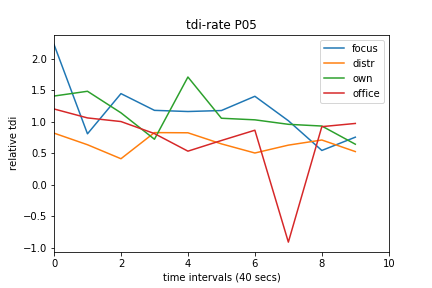 tdi-rate P05
focus
distr
own
office
relative tdi
2.0
1.5
1.0
0.5
0.0
−0.5
−1.0
0 2 4 6 8 10
time intervals (40 secs)